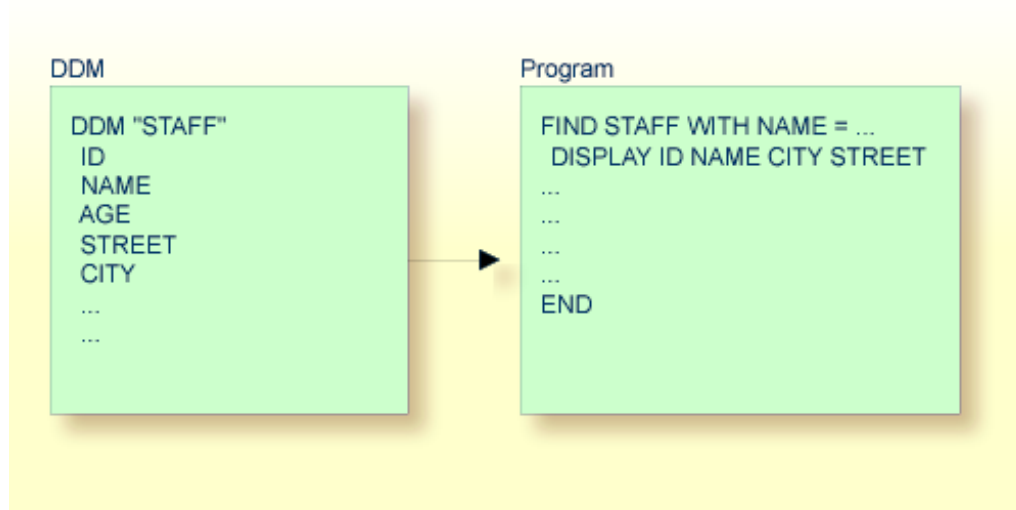 DDM
DDM "STAFF"
ID
NAME
AGE
STREET
CITY
...
...
Program
FIND STAFF WITH NAME = ...
DISPLAY ID NAME CITY STREET
...
...
...
...
END